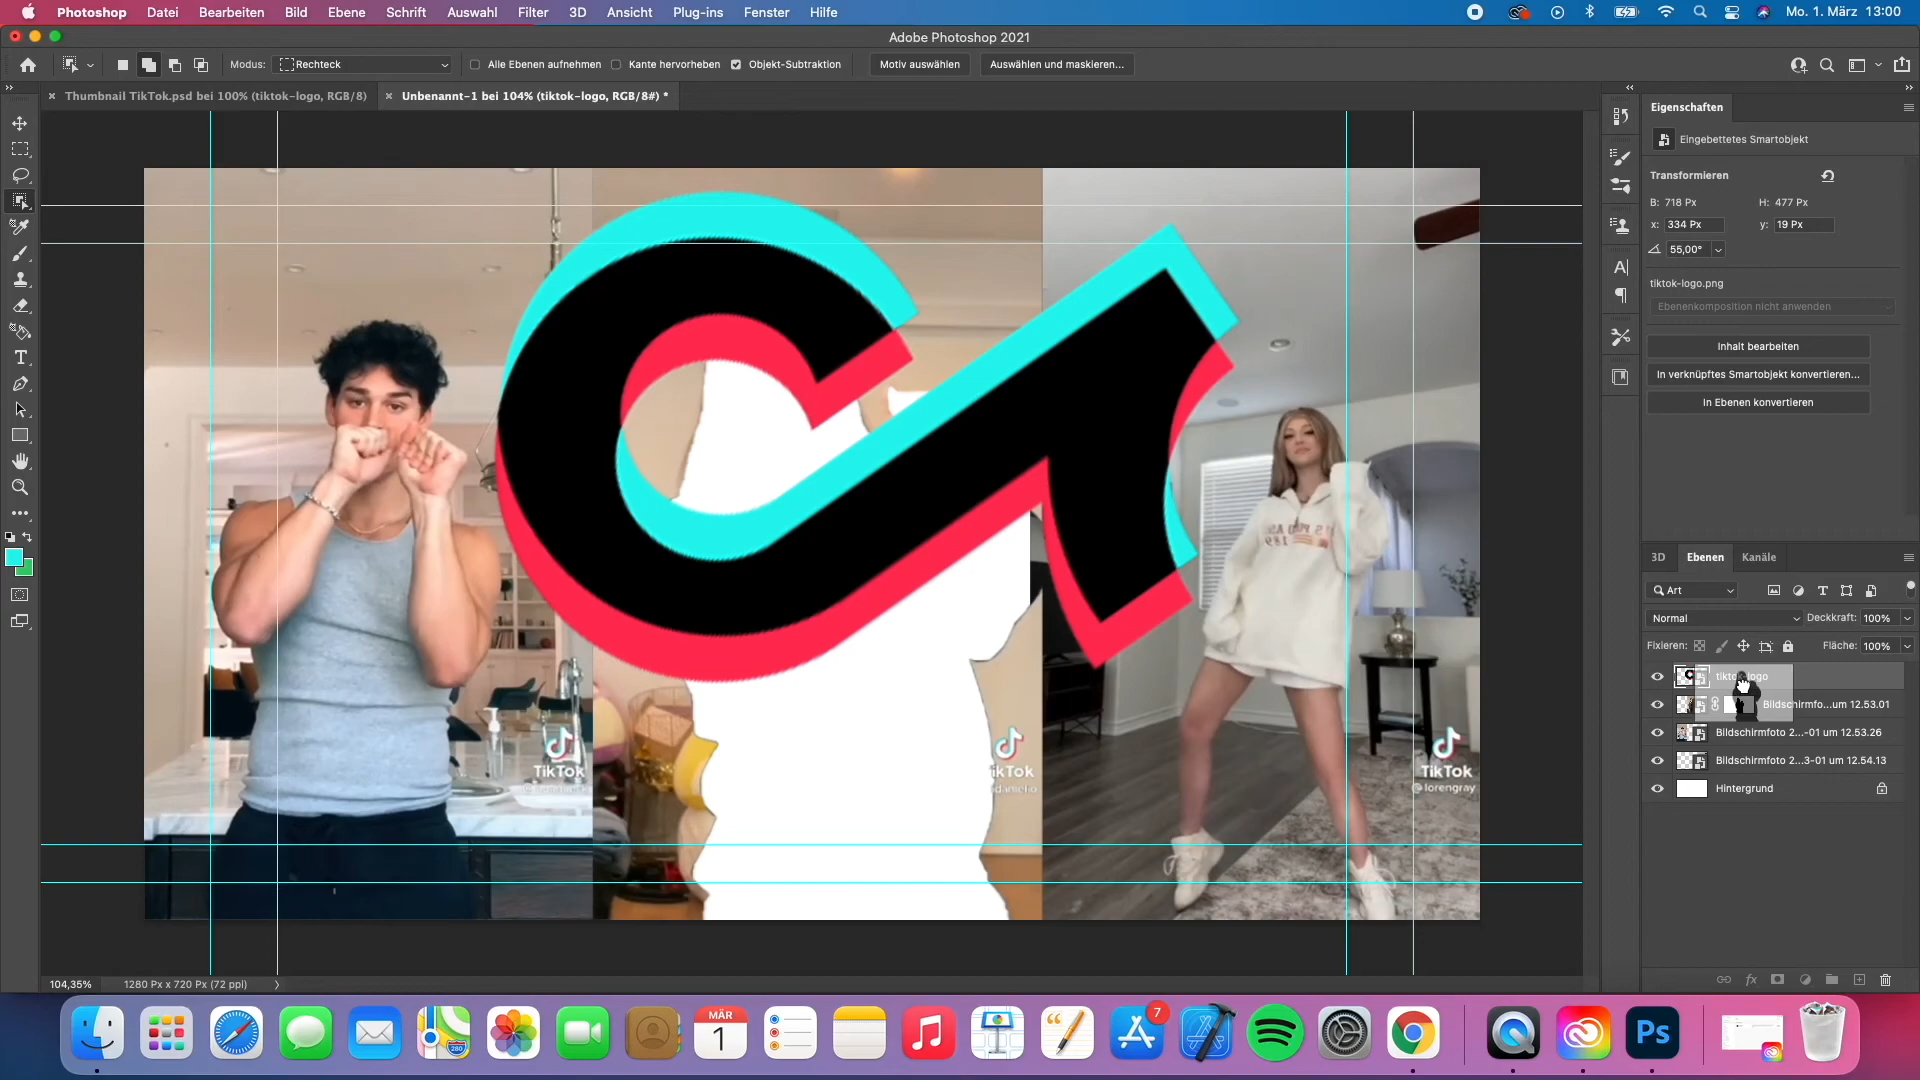 Photoshop Datei Bearbeiten Bild Ebene Schrift Auswahl Filter 3D Ansicht Plug-ins Fenster Hilfe Mo. 1. März 13:00
Adobe Photoshop 2021
Modus: Rechteck Alle Ebenen aufnehmen Kante hervorheben Objekt-Subtraktion Motiv auswählen Auswählen und maskieren...
Thumbnail TikTok.psd bei 100% (tiktok-logo, RGB/8)
Unbenannt-1 bei 104% (tiktok-logo, RGB/8#) *
Eigenschaften
Eingebettetes Smartobjekt
Transformieren
B: 718 Px H: 477 Px
x: 334 Px y: 19 Px
55,00°
tiktok-logo.png
Ebenenkomposition nicht anwenden
Inhalt bearbeiten
In verknüpftes Smartobjekt konvertieren...
In Ebenen konvertieren
3D Ebenen Kanäle
Art
Normal Deckkraft: 100%
Fixieren: Fläche: 100%
Bildschirmfo...um 12.53.01
Bildschirmfoto 2...-01 um 12.53.26
Bildschirmfoto 2...3-01 um 12.54.13
Hintergrund
TikTok
TikTok
@lorengray
104,35% 1280 Px x 720 Px (72 ppi)
MÄR
1
280
7
Ps